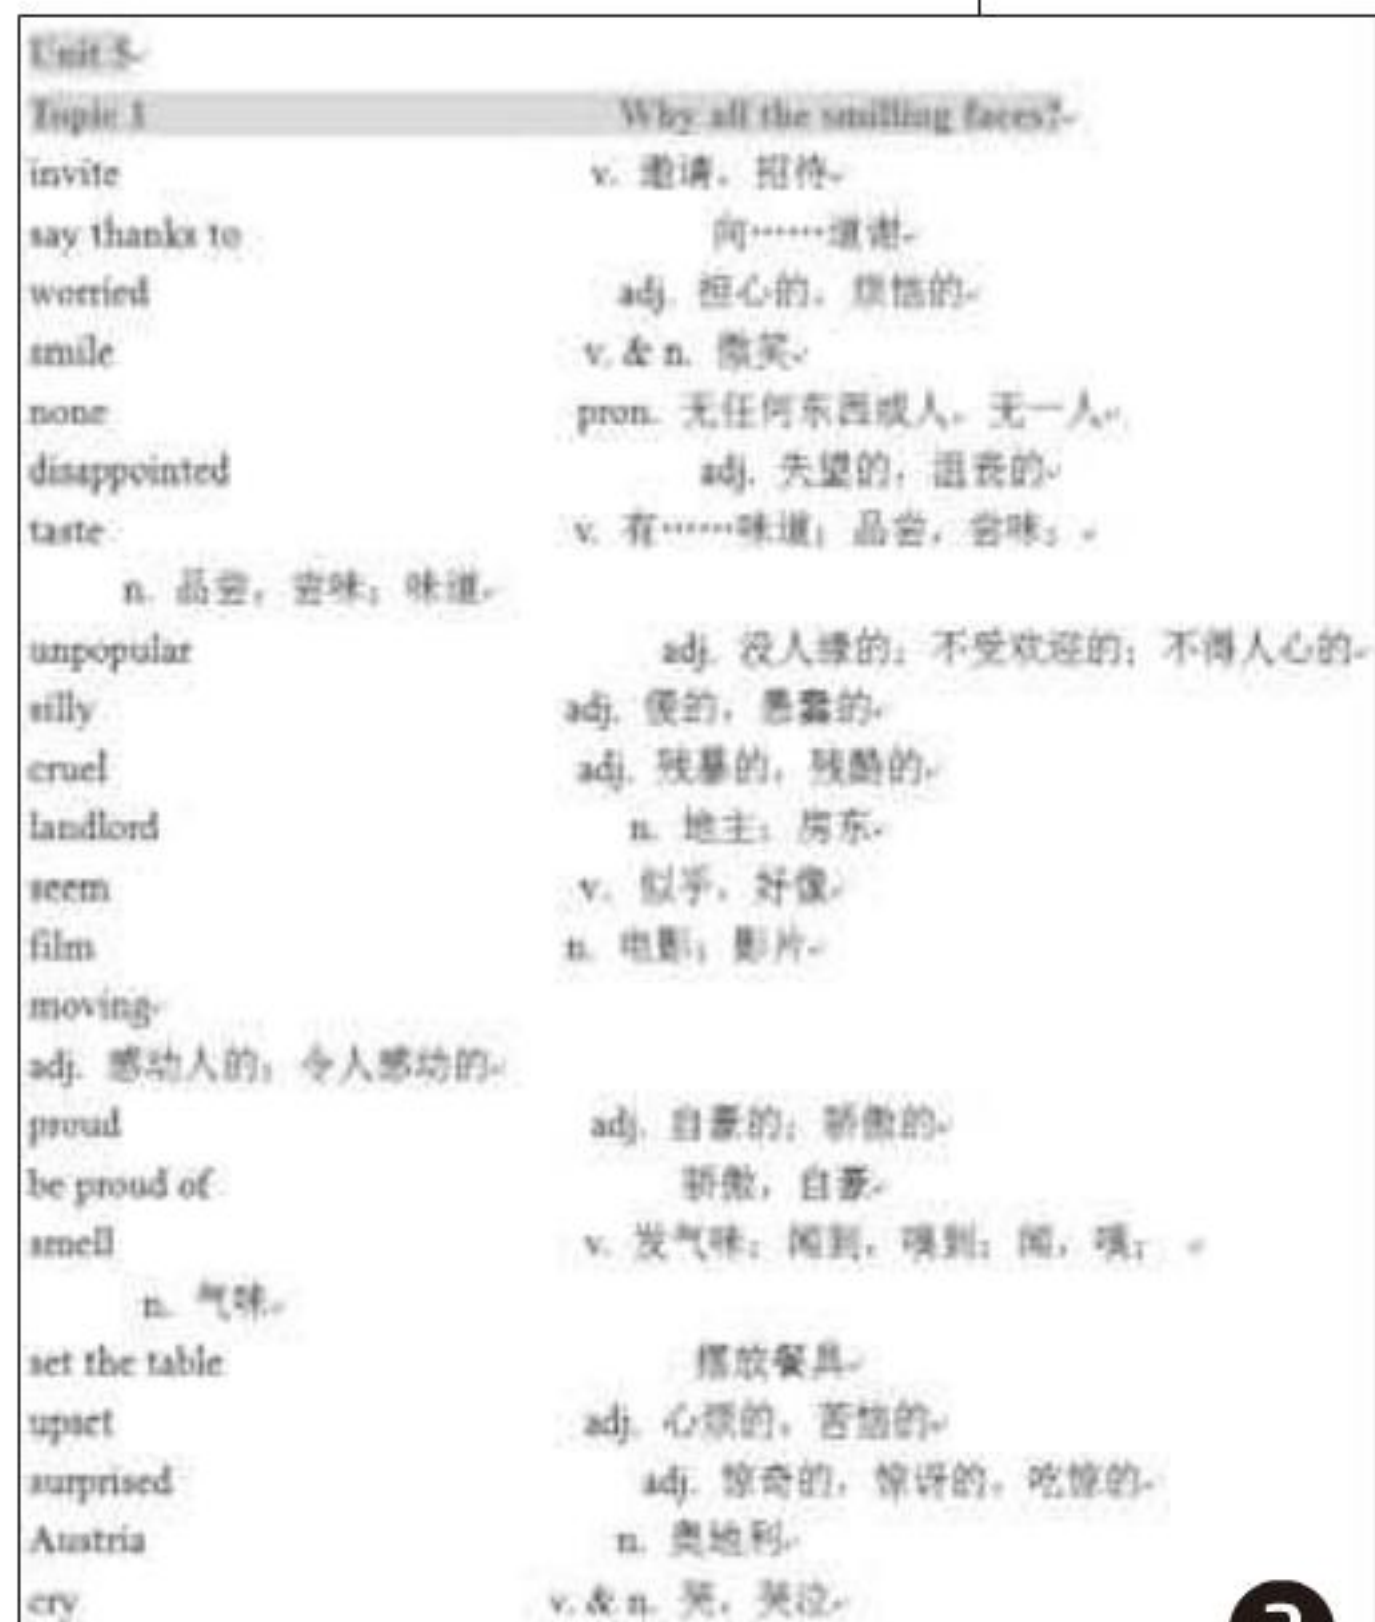 Unit 5
Topic 1 Why all the smilling faces?
invite v. 邀请，招待
say thanks to 向……道谢
worried adj. 担心的，烦恼的
smile v. & n. 微笑
none pron. 无任何东西或人，无一人
disappointed adj. 失望的，沮丧的
taste v. 有……味道；品尝，尝味；
n. 品尝，尝味；味道
unpopular adj. 没人缘的；不受欢迎的；不得人心的
silly adj. 傻的，愚蠢的
cruel adj. 残暴的，残酷的
landlord n. 地主；房东
seem v. 似乎，好像
film n. 电影；影片
moving
adj. 感动人的；令人感动的
proud adj. 自豪的；骄傲的
be proud of 骄傲，自豪
smell v. 发气味；闻到，嗅到；闻，嗅；
n. 气味
set the table 摆放餐具
upset adj. 心烦的，苦恼的
surprised adj. 惊奇的，惊讶的，吃惊的
Austria n. 奥地利
cry v. & n. 哭，哭泣